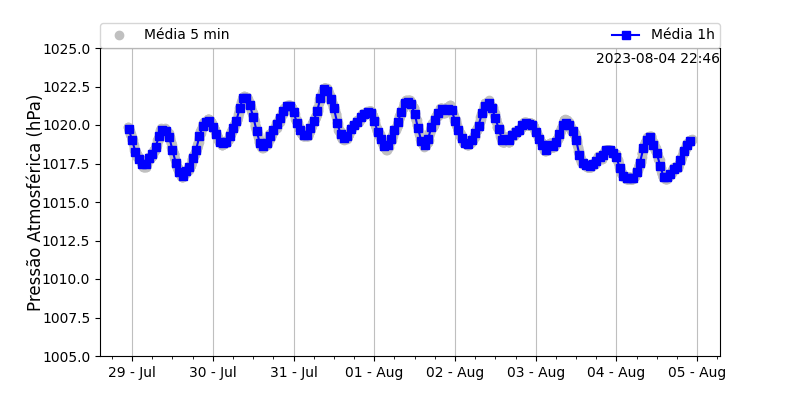 Média 5 min
Média 1h
2023-08-04 22:46
Pressão Atmosférica (hPa)
1025.0
1022.5
1020.0
1017.5
1015.0
1012.5
1010.0
1007.5
1005.0
29 - Jul
30 - Jul
31 - Jul
01 - Aug
02 - Aug
03 - Aug
04 - Aug
05 - Aug